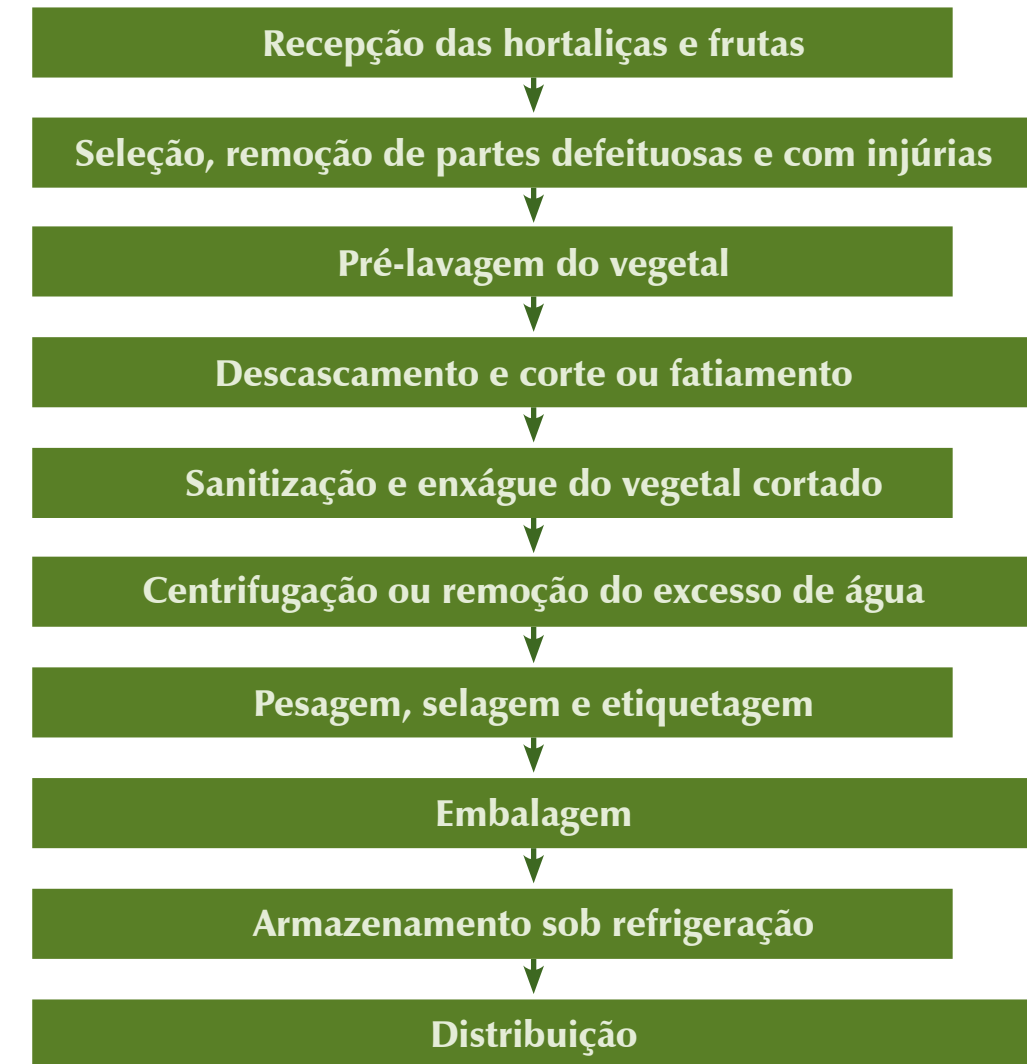 Recepção das hortaliças e frutas
Seleção, remoção de partes defeituosas e com injúrias
Pré-lavagem do vegetal
Descascamento e corte ou fatiamento
Sanitização e enxágue do vegetal cortado
Centrifugação ou remoção do excesso de água
Pesagem, selagem e etiquetagem
Embalagem
Armazenamento sob refrigeração
Distribuição